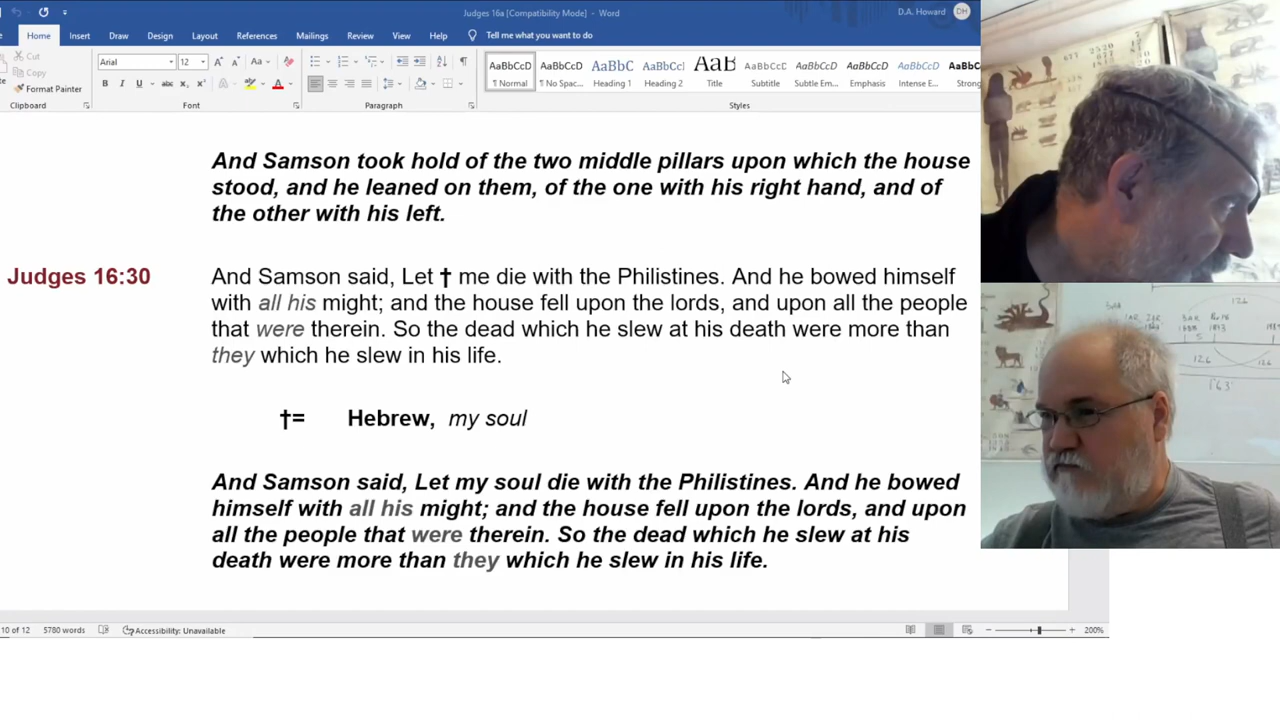 Judges 16a [Compatibility Mode] - Word
D.A. Howard
DH
Home Insert Draw Design Layout References Mailings Review View Help Tell me what you want to do
Cut
Copy
Format Painter
Arial
12
AaBbCcD AaBbCcD AaBbC AaBbCcl AaB AaBbCcD AaBbCcD AaBbCcD AaBbCcD AaBbCc
¶ Normal ¶ No Spac... Heading 1 Heading 2 Title Subtitle Subtle Em... Emphasis Intense E... Strong
Clipboard Font Paragraph Styles
And Samson took hold of the two middle pillars upon which the house
stood, and he leaned on them, of the one with his right hand, and of
the other with his left.
Judges 16:30 And Samson said, Let † me die with the Philistines. And he bowed himself
with all his might; and the house fell upon the lords, and upon all the people
that were therein. So the dead which he slew at his death were more than
they which he slew in his life.
†= Hebrew, my soul
And Samson said, Let my soul die with the Philistines. And he bowed
himself with all his might; and the house fell upon the lords, and upon
all the people that were therein. So the dead which he slew at his
death were more than they which he slew in his life.
10 of 12 5780 words Accessibility: Unavailable 200%